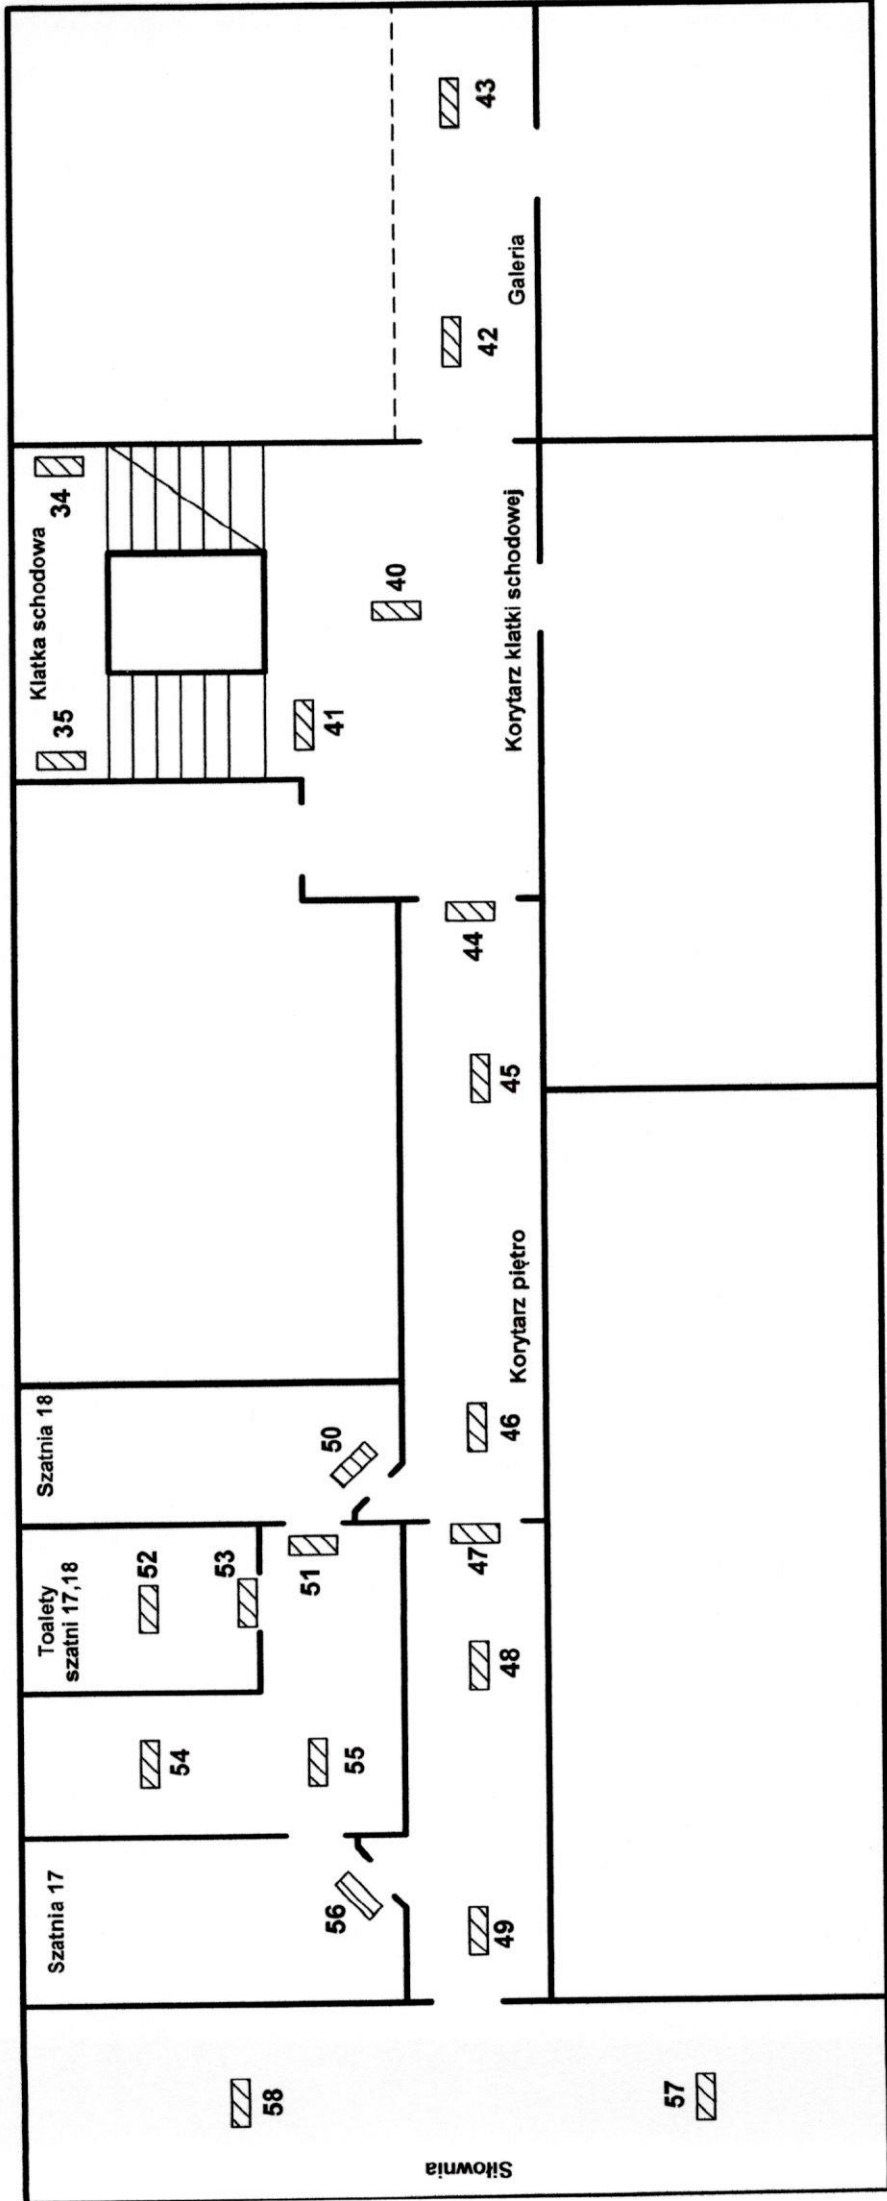 Siłownia
58
57
Szatnia 17
56
49
54
55
Toalety
szatni 17,18
52
53
51
48
47
Szatnia 18
50
46
Korytarz piętro
45
44
Klatka schodowa
35
34
41
40
Korytarz klatki schodowej
42
Galeria
43